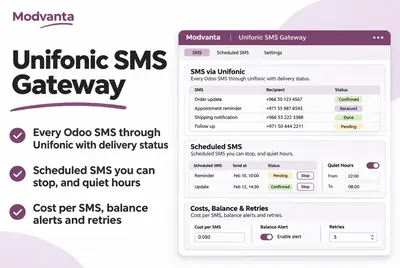 Modvanta
Unifonic SMS
Gateway
Every Odoo SMS through
Unifonic with delivery status
Scheduled SMS you can
stop, and quiet hours
Cost per SMS, balance
alerts and retries
Modvanta | Unifonic SMS Gateway
SMS Scheduled SMS Settings
SMS via Unifonic
Every Odoo SMS through Unifonic with delivery status.
SMS Recipient Status
Order update +966 50 123 4567 Confirmed
Appointment reminder +971 55 987 6543 Received
Shipping notification +966 53 222 3388 Done
Follow up +971 50 444 2211 Pending
Scheduled SMS
Scheduled SMS you can stop, and quiet hours.
Scheduled SMS Send at Status
Reminder Feb 10, 10:00 Pending Stop
Update Feb 12, 14:30 Confirmed Stop
Quiet Hours
From 22:00
To 08:00
Costs, Balance & Retries
Cost per SMS, balance alerts and retries.
Cost per SMS Balance Alert Retries
0.050 Enable alert 3